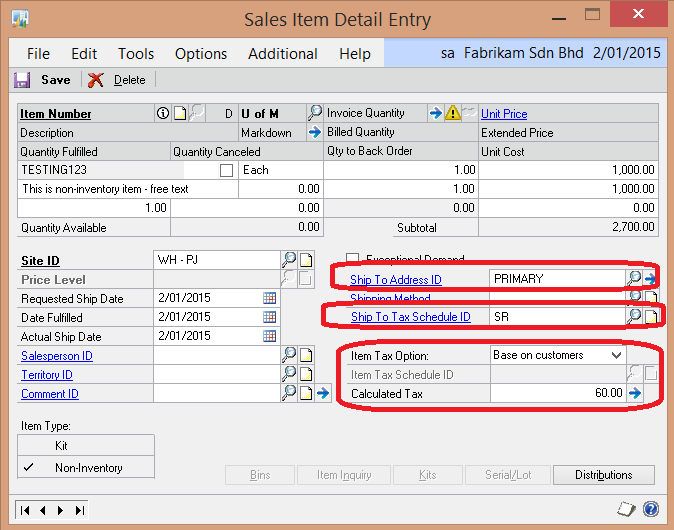 Sales Item Detail Entry
File Edit Tools Options Additional Help sa Fabrikam Sdn Bhd 2/01/2015
Save Delete
Item Number D U of M Invoice Quantity Unit Price
Description Markdown Billed Quantity Extended Price
Quantity Fulfilled Quantity Canceled Qty to Back Order Unit Cost
TESTING123 Each 1.00 1,000.00
This is non-inventory item - free text 0.00 1.00 1,000.00
1.00 0.00 0.00 0.00
Quantity Available 0.00 Subtotal 2,700.00
Site ID WH - PJ Exceptional Demand
Price Level Ship To Address ID PRIMARY
Requested Ship Date 2/01/2015 Shipping Method
Date Fulfilled 2/01/2015 Ship To Tax Schedule ID SR
Actual Ship Date 2/01/2015
Salesperson ID Item Tax Option: Base on customers
Territory ID Item Tax Schedule ID
Comment ID Calculated Tax 60.00
Item Type:
Kit
Non-Inventory
Bins Item Inquiry Kits Serial/Lot Distributions